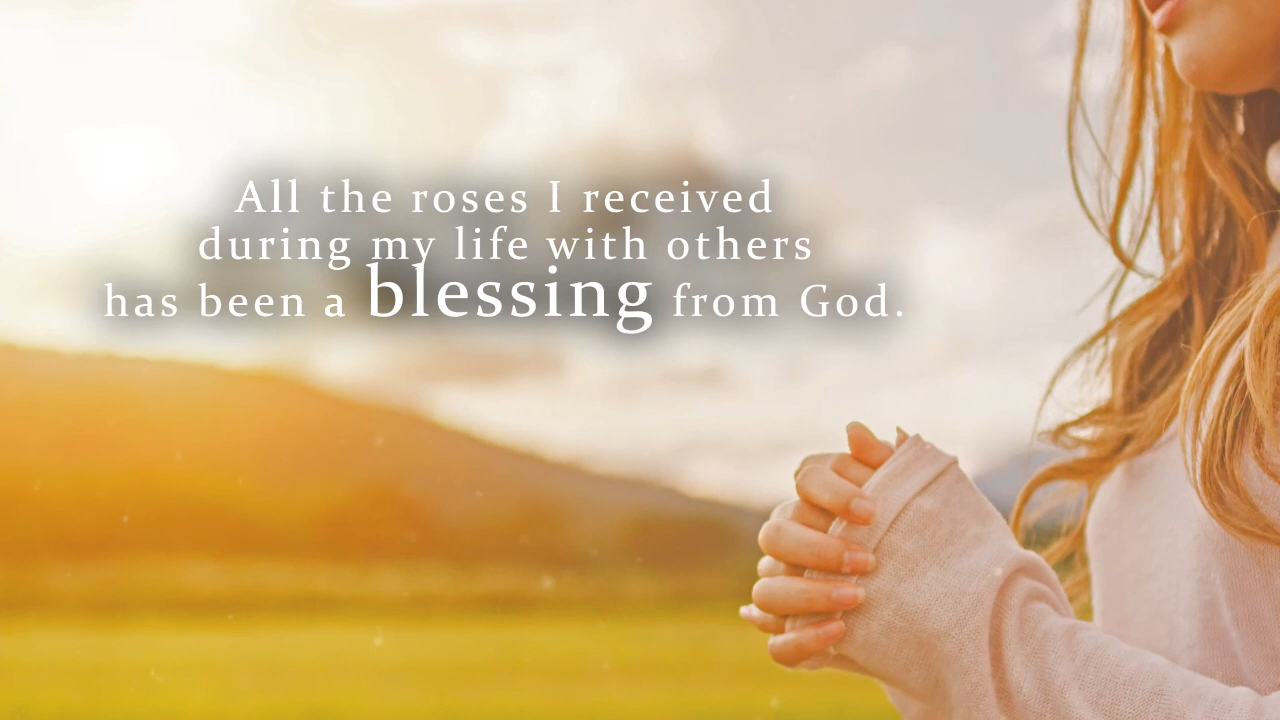 All the roses I received
during my life with others
has been a blessing from God.